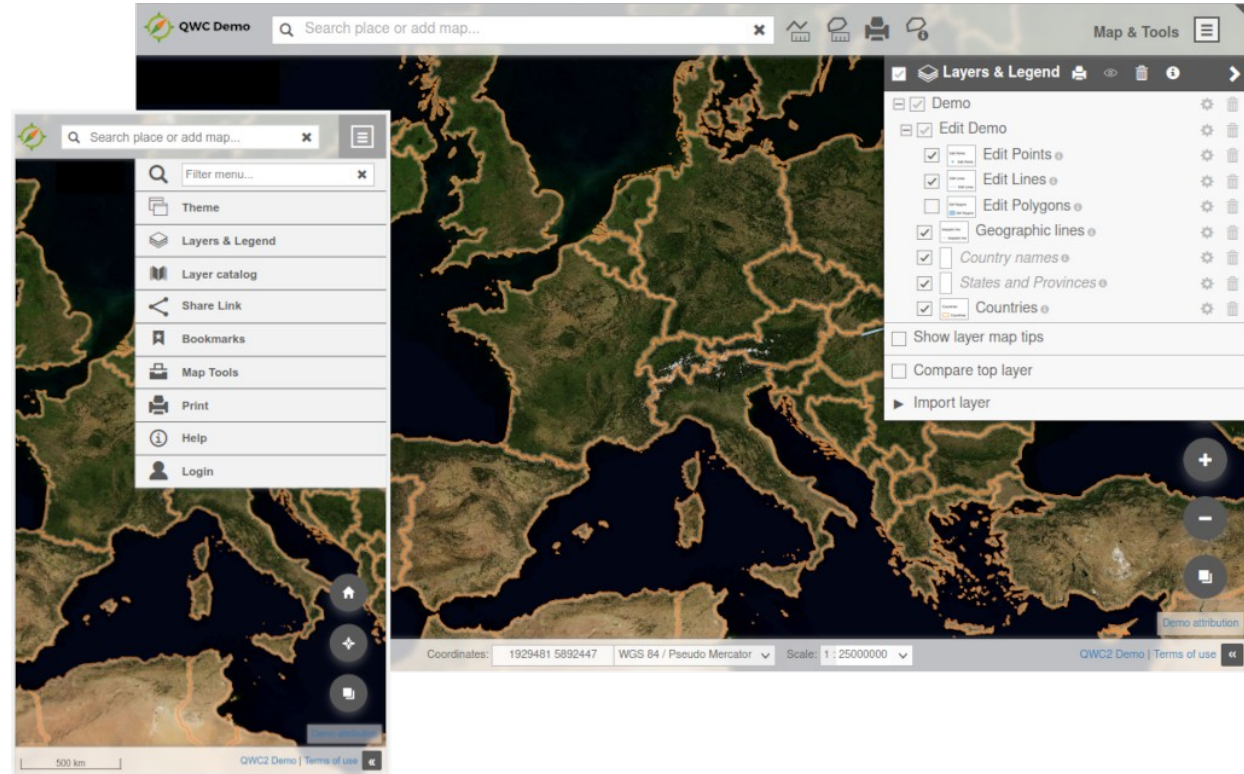 QWC Demo
Search place or add map...
Map & Tools
Layers & Legend
Demo
Edit Demo
Edit Points
Edit Lines
Edit Polygons
Geographic lines
Country names
States and Provinces
Countries
Show layer map tips
Compare top layer
Import layer
Demo attribution
Coordinates: 1929481 5892447 WGS 84 / Pseudo Mercator Scale: 1 : 25000000 QWC2 Demo | Terms of use
Search place or add map...
Filter menu...
Theme
Layers & Legend
Layer catalog
Share Link
Bookmarks
Map Tools
Print
Help
Login
Demo attribution
500 km QWC2 Demo | Terms of use